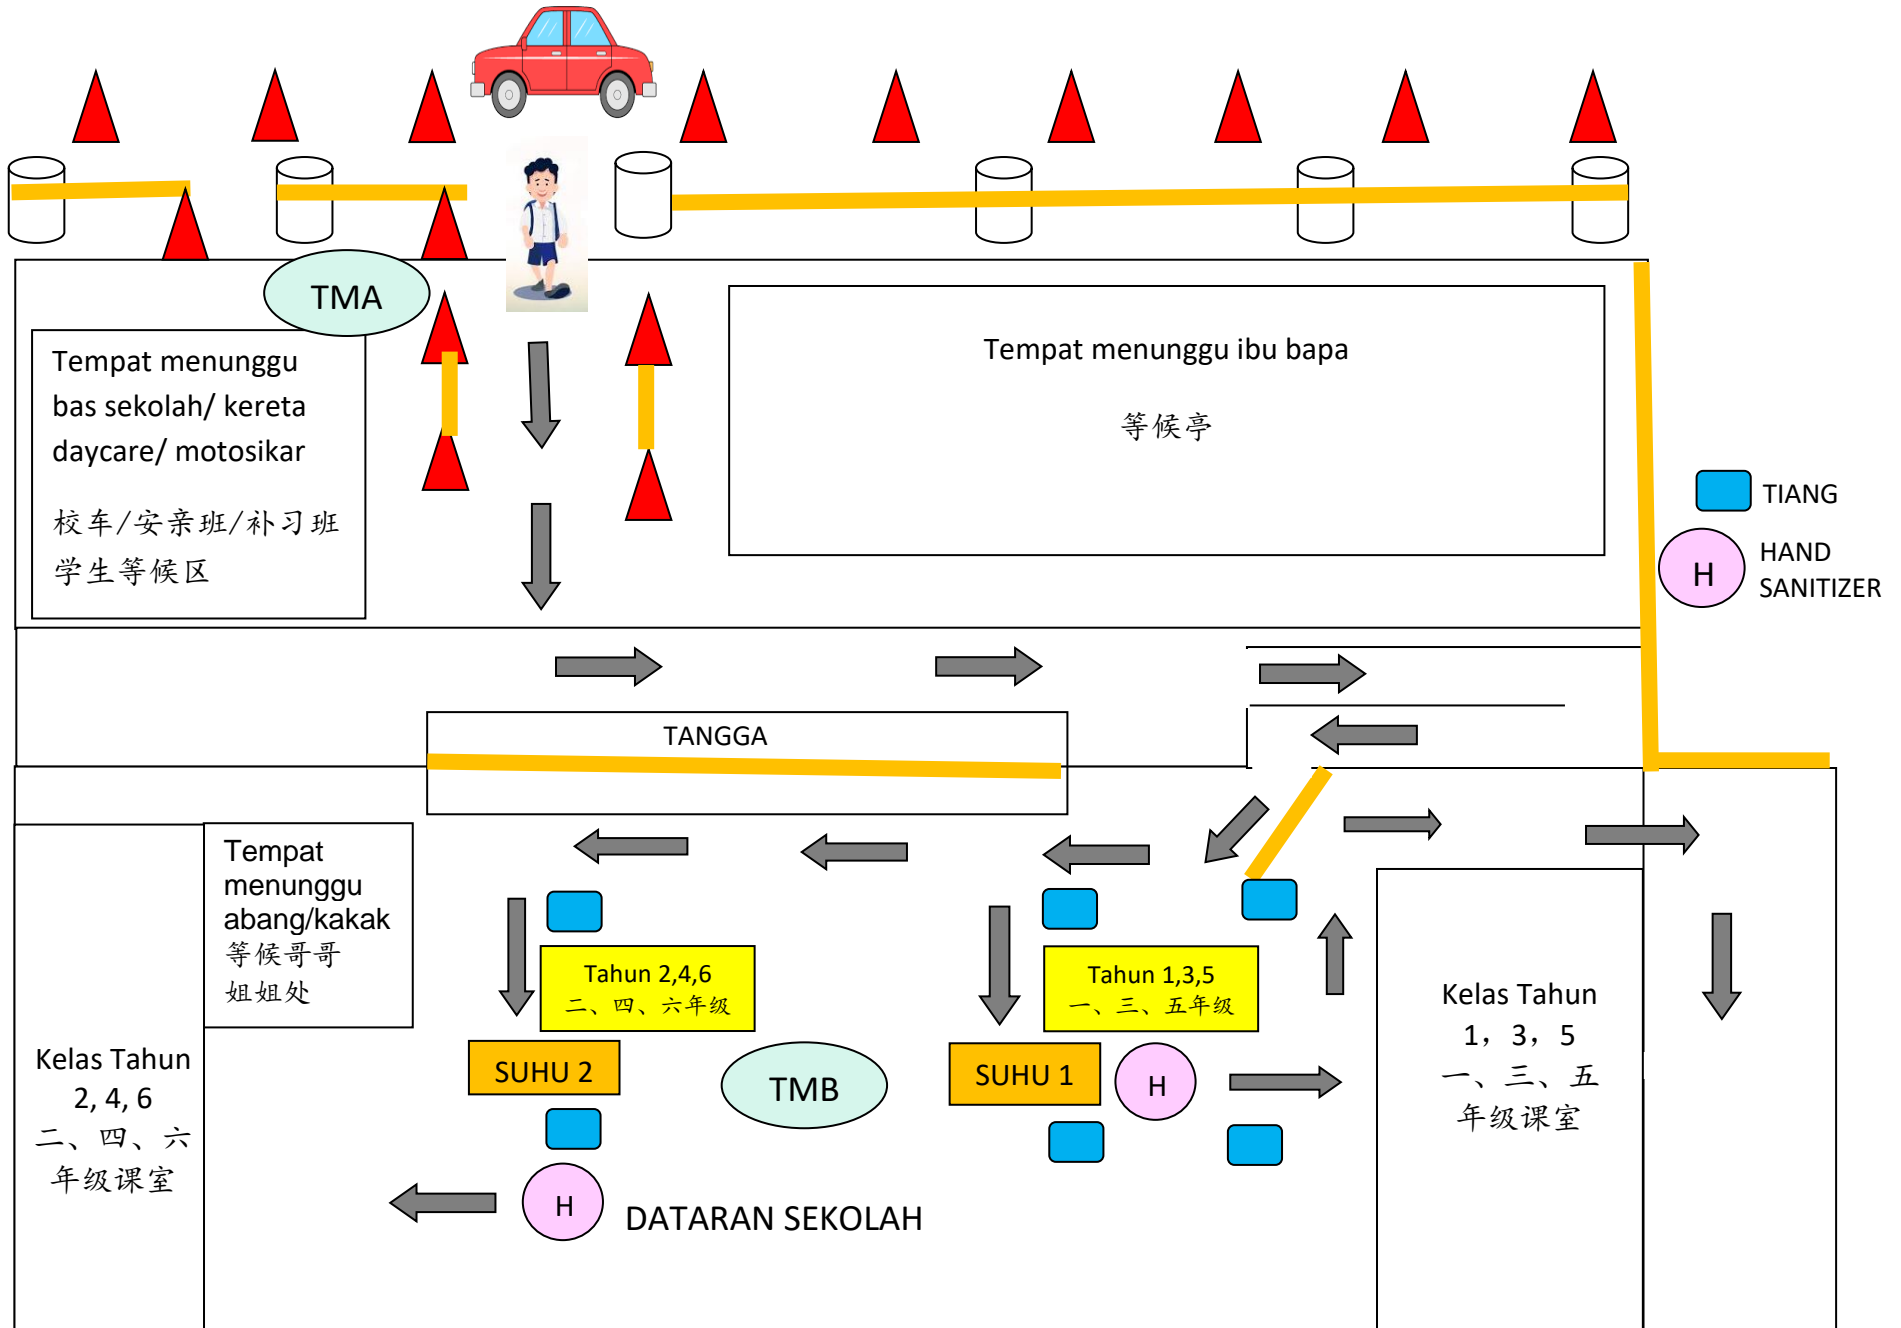 TMA
Tempat menunggu
bas sekolah/ kereta
daycare/ motosikar
校车/安亲班/补习班
学生等候区
Tempat menunggu ibu bapa
等候亭
TIANG
H
HAND
SANITIZER
TANGGA
Tempat
menunggu
abang/kakak
等候哥哥
姐姐处
Tahun 2,4,6
二、四、六年级
Tahun 1,3,5
一、三、五年级
Kelas Tahun
2, 4, 6
二、四、六
年级课室
SUHU 2
TMB
SUHU 1
H
Kelas Tahun
1，3，5
一、三、五
年级课室
H
DATARAN SEKOLAH